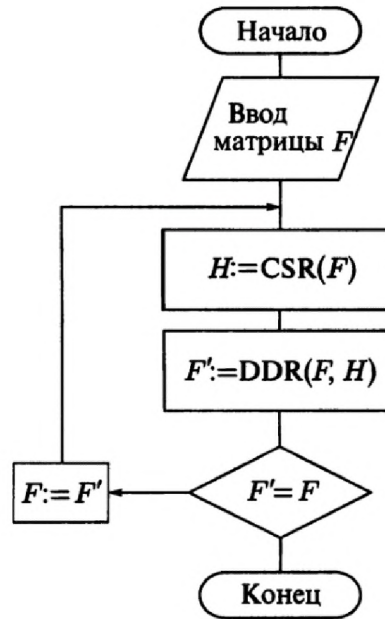 Начало
Ввод
матрицы F
H:=CSR(F)
F':=DDR(F, H)
F'=F
F:=F'
Конец